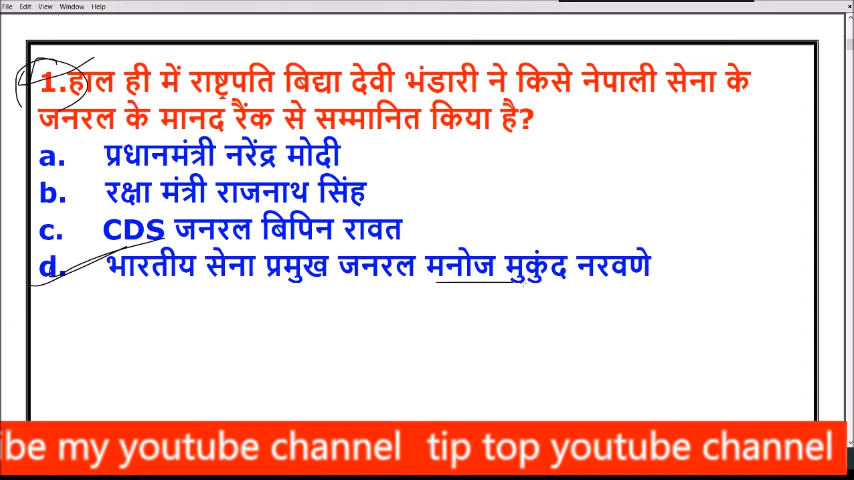 File Edit View Window Help
1.हाल ही में राष्ट्रपति बिद्या देवी भंडारी ने किसे नेपाली सेना के
जनरल के मानद रैंक से सम्मानित किया है?
a. प्रधानमंत्री नरेंद्र मोदी
b. रक्षा मंत्री राजनाथ सिंह
c. CDS जनरल बिपिन रावत
d. भारतीय सेना प्रमुख जनरल मनोज मुकुंद नरवणे
ibe my youtube channel tip top youtube channel